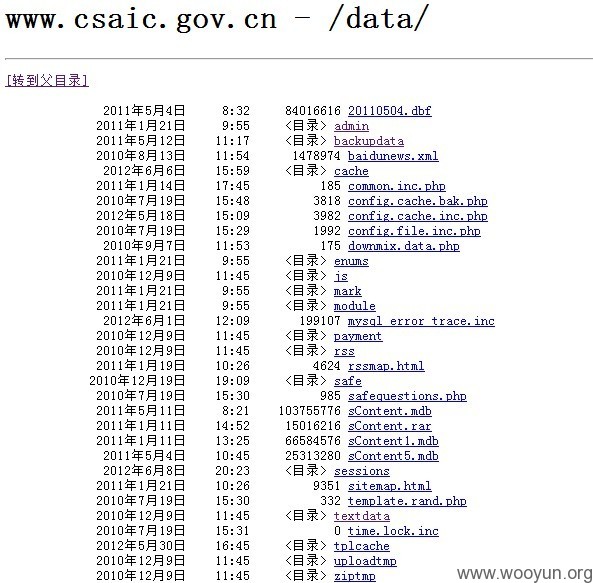 www.csaic.gov.cn - /data/
[转到父目录]
2011年5月4日 8:32 84016616 20110504.dbf
2011年1月21日 9:55 <目录> admin
2011年5月12日 11:17 <目录> backupdata
2010年8月13日 11:54 1478974 baidunews.xml
2012年6月6日 15:59 <目录> cache
2011年1月14日 17:45 185 common.inc.php
2010年7月19日 15:48 3818 config.cache.bak.php
2012年5月18日 15:09 3982 config.cache.inc.php
2010年7月19日 15:29 1992 config.file.inc.php
2010年9月7日 11:53 175 downmix.data.php
2011年1月21日 9:55 <目录> enums
2010年12月9日 11:45 <目录> js
2011年1月21日 9:55 <目录> mark
2011年1月21日 9:55 <目录> module
2012年6月1日 12:09 199107 mysql_error_trace.inc
2010年12月9日 11:45 <目录> payment
2010年12月9日 11:45 <目录> rss
2011年1月19日 10:26 4624 rssmap.html
2010年12月19日 19:09 <目录> safe
2010年7月19日 15:30 985 safequestions.php
2011年5月11日 8:21 103755776 sContent.mdb
2011年1月11日 14:52 15016216 sContent.rar
2011年1月11日 13:25 66584576 sContent1.mdb
2011年5月4日 10:45 25313280 sContent5.mdb
2012年6月8日 20:23 <目录> sessions
2011年1月21日 10:26 9351 sitemap.html
2010年7月19日 15:30 332 template.rand.php
2010年12月9日 11:45 <目录> textdata
2010年7月19日 15:31 0 time.lock.inc
2012年5月30日 16:45 <目录> tplcache
2010年12月9日 11:45 <目录> uploadtmp
2010年12月9日 11:45 <目录> ziptmp
www.wooyun.org